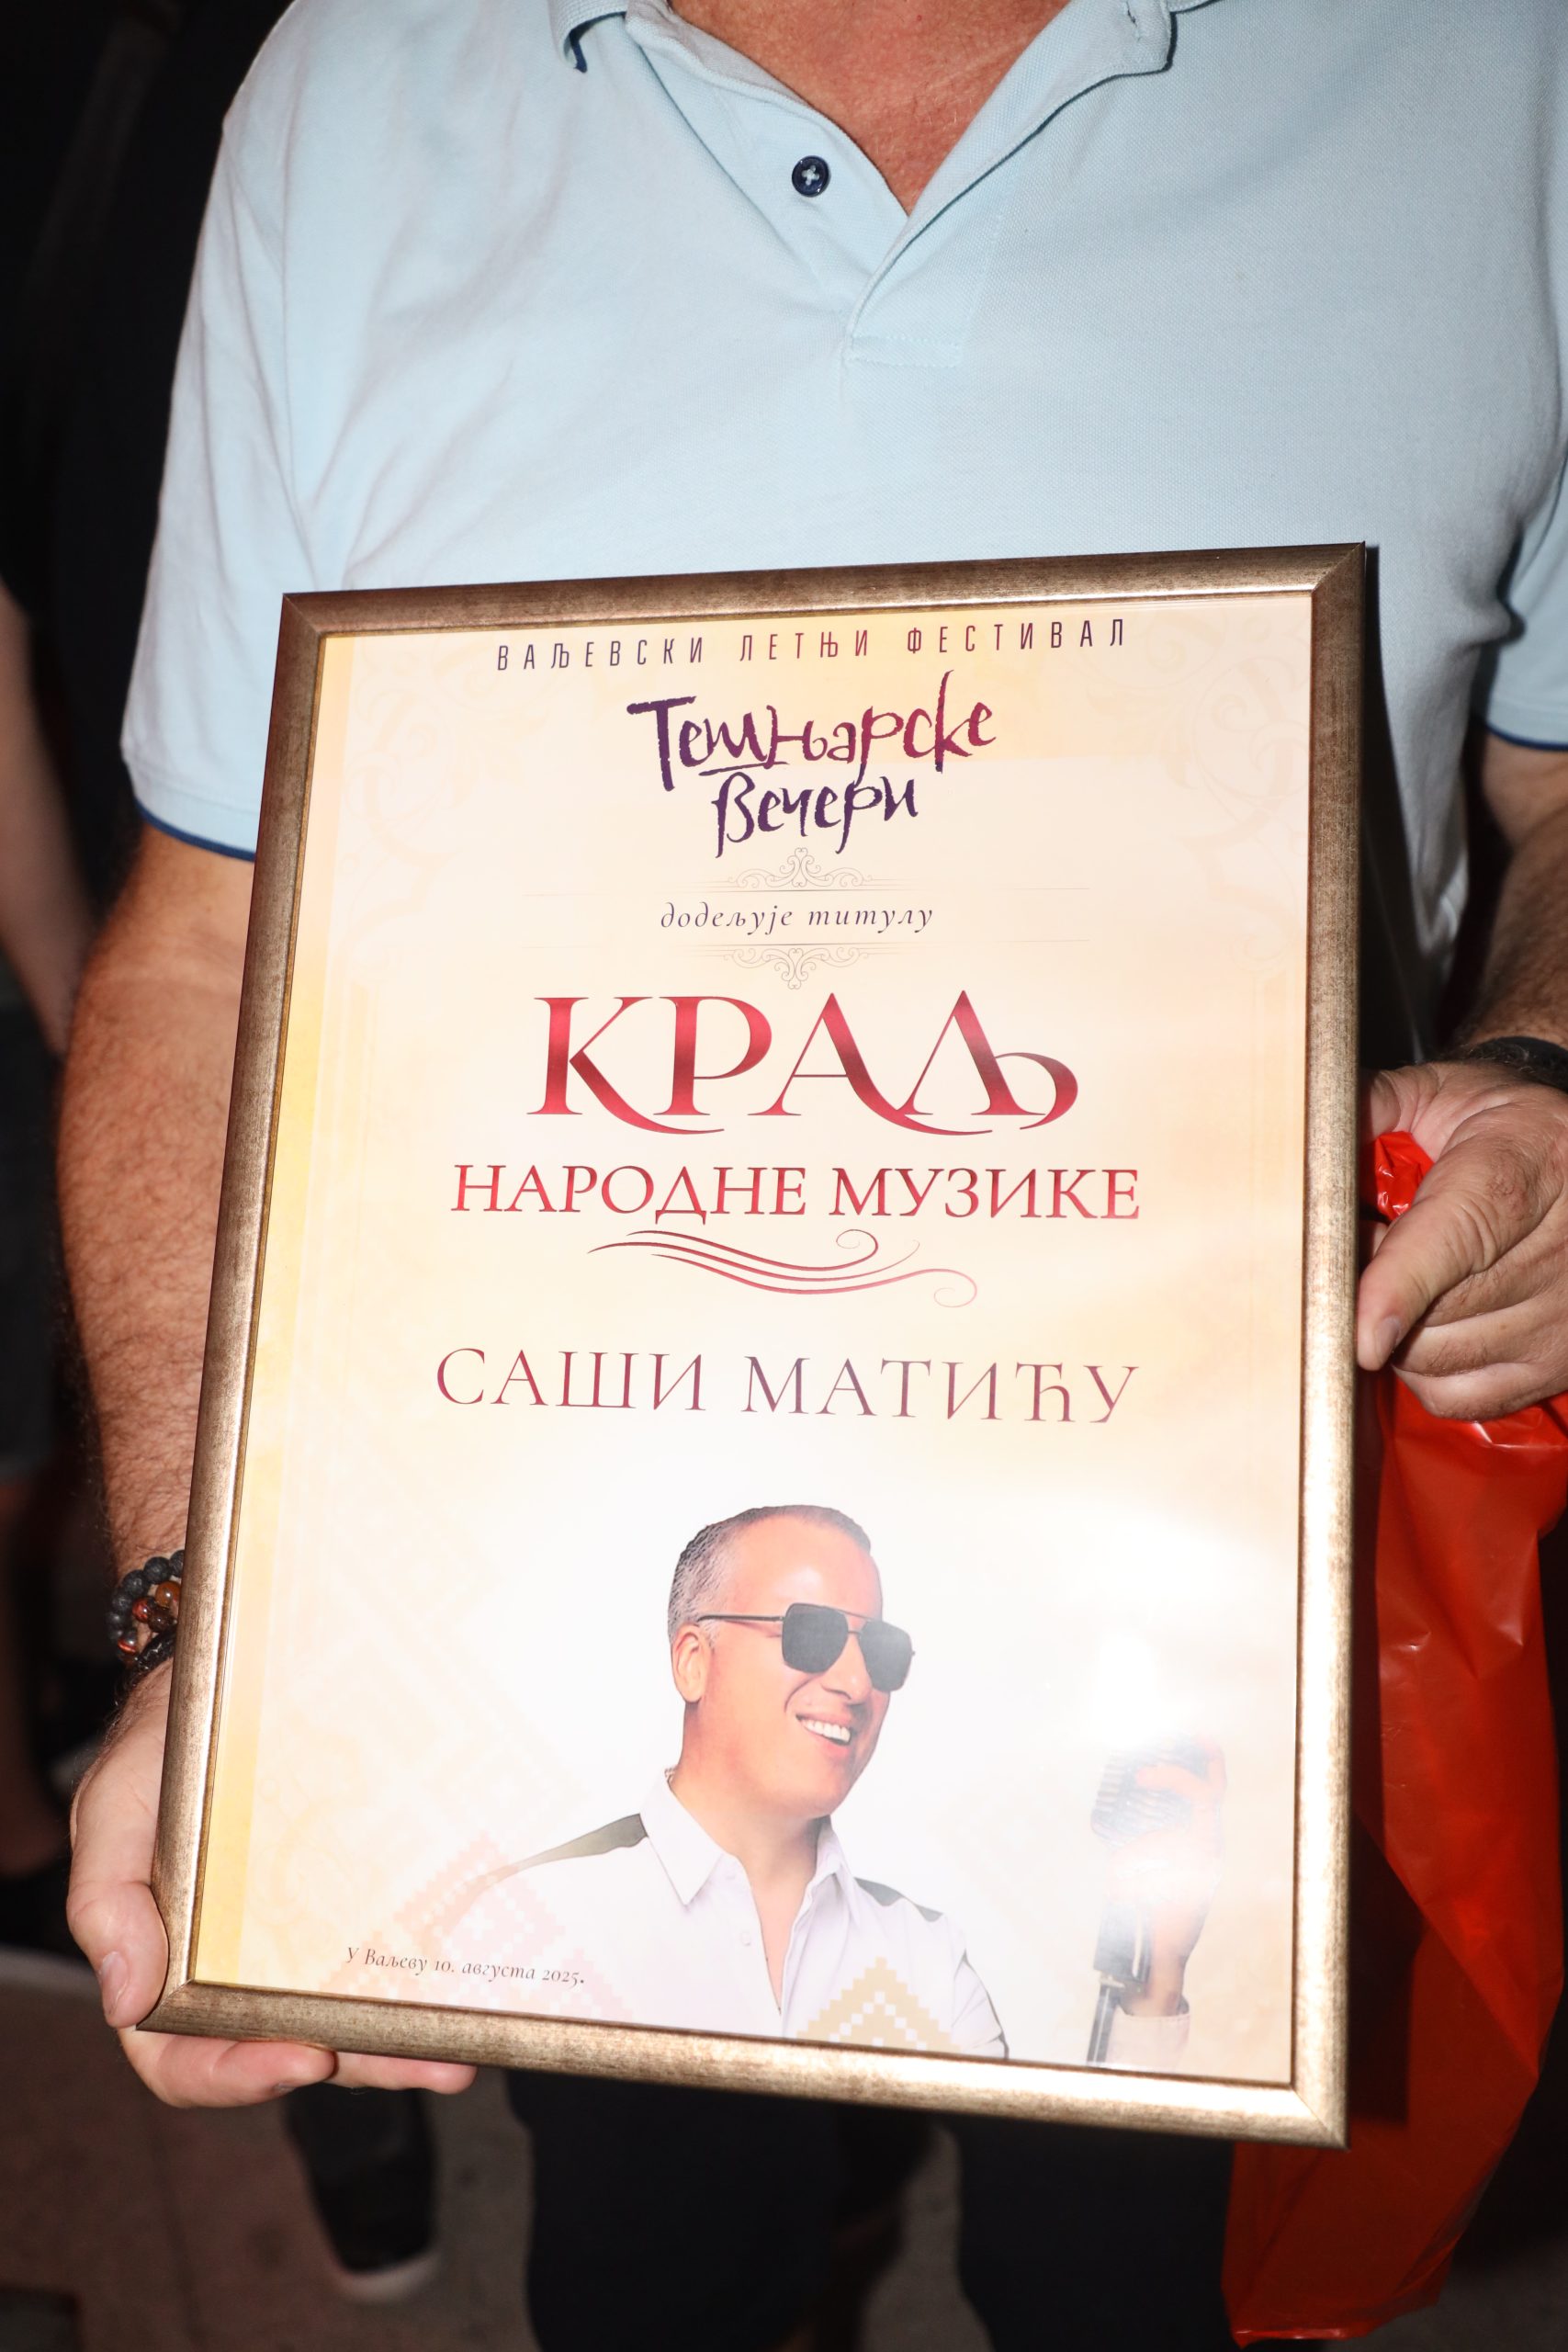 ВАЉЕВСКИ ЛЕТЊИ ФЕСТИВАЛ
Тешњарске
Вечери
додељује титулу
КРАЉ
НАРОДНЕ МУЗИКЕ
САШИ МАТИЋУ
У Ваљеву 10. августа 2025.